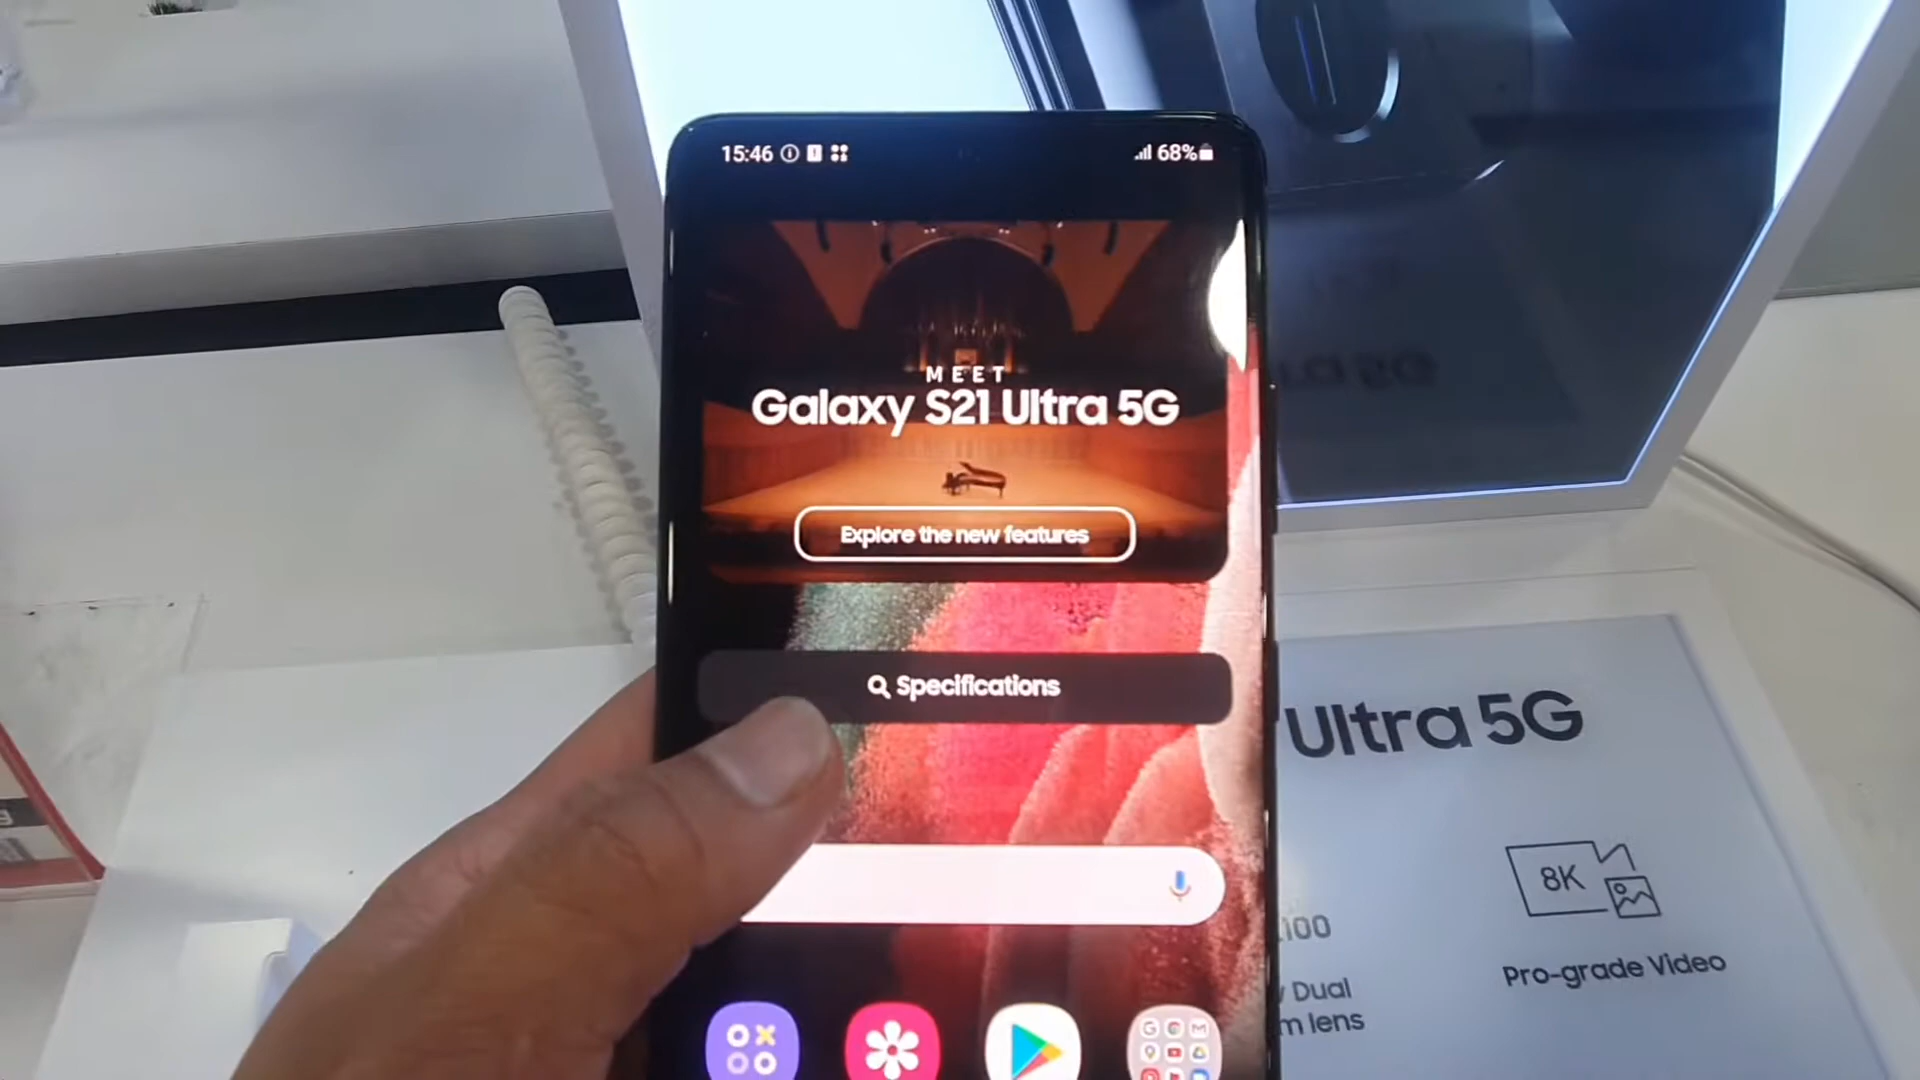 15:46
68%
MEET
Galaxy S21 Ultra 5G
Explore the new features
Specifications
Ultra 5G
8K
100
Pro-grade Video
Dual
lens